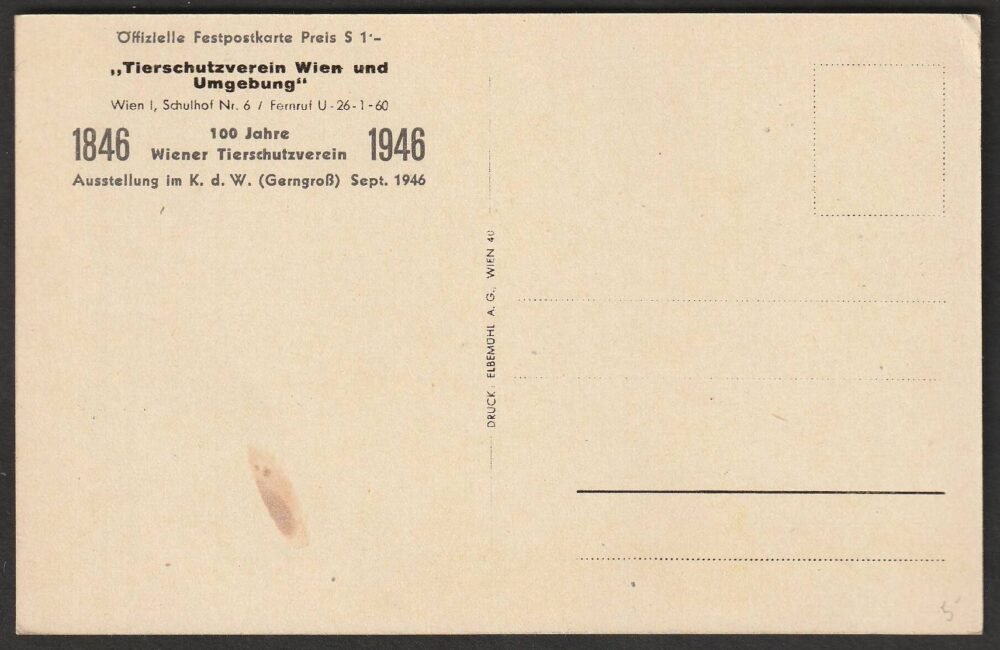 Offizielle Festpostkarte Preis S 1·–
„Tierschutzverein Wien und
Umgebung“
Wien I, Schulhof Nr. 6 / Fernruf U-26-1-60
1846 100 Jahre 1946
Wiener Tierschutzverein
Ausstellung im K. d. W. (Gerngroß) Sept. 1946
DRUCK: ELBEMÜHL A. G., WIEN 40
5